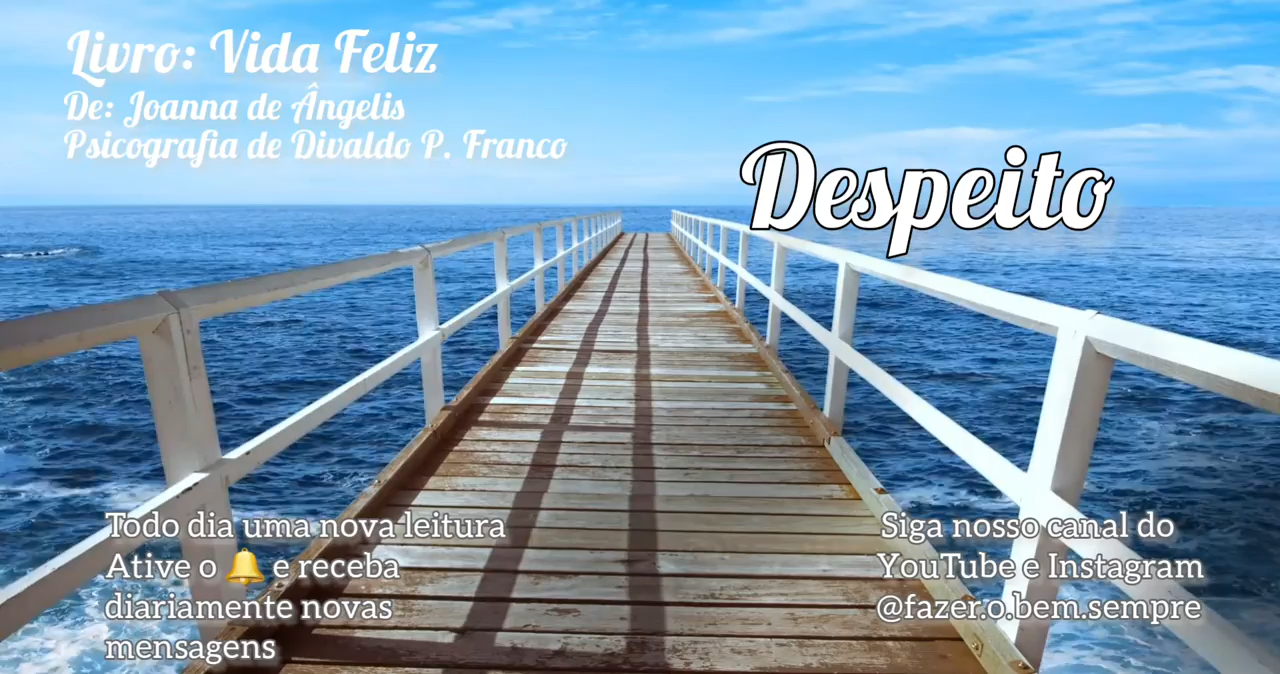 Livro: Vida Feliz
De: Joanna de Ângelis
Psicografia de Divaldo P. Franco
Despeito
Todo dia uma nova leitura
Ative o 🔔 e receba
diariamente novas
mensagens
Siga nosso canal do
YouTube e Instagram
@fazer.o.bem.sempre